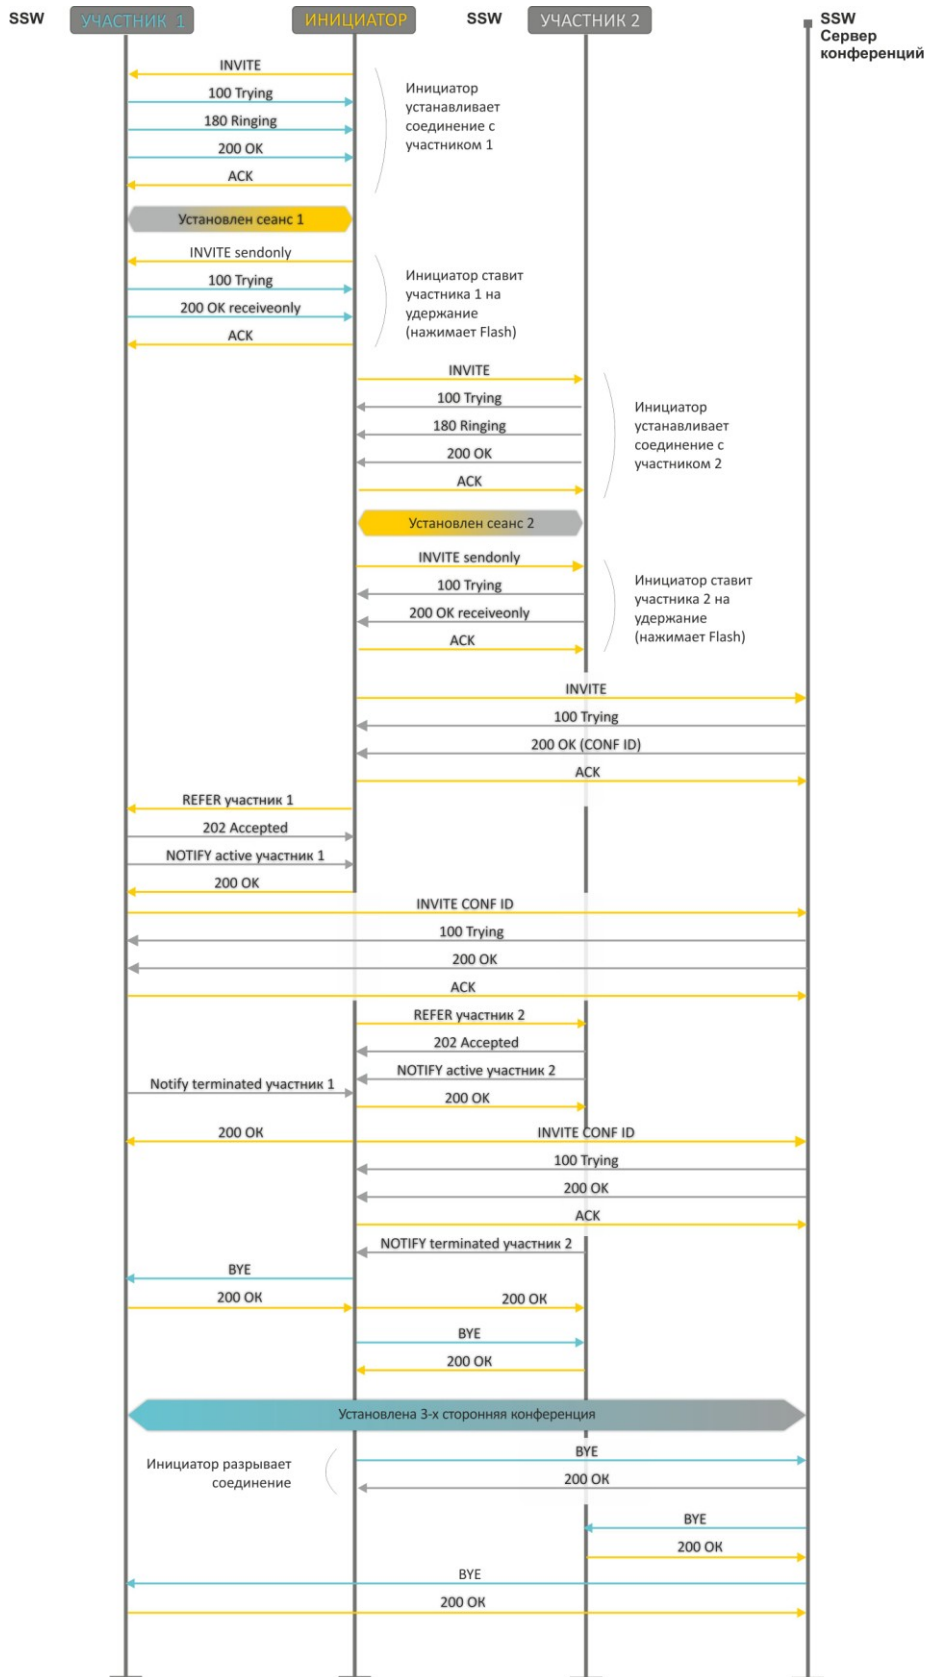 SSW
УЧАСТНИК 1
ИНИЦИАТОР
SSW
УЧАСТНИК 2
SSW
Сервер
конференций
INVITE
100 Trying
180 Ringing
200 OK
ACK
Инициатор
устанавливает
соединение с
участником 1
Установлен сеанс 1
INVITE sendonly
100 Trying
200 OK receiveonly
ACK
Инициатор ставит
участника 1 на
удержание
(нажимает Flash)
INVITE
100 Trying
180 Ringing
200 OK
ACK
Инициатор
устанавливает
соединение с
участником 2
Установлен сеанс 2
INVITE sendonly
100 Trying
200 OK receiveonly
ACK
Инициатор ставит
участника 2 на
удержание
(нажимает Flash)
INVITE
100 Trying
200 OK (CONF ID)
ACK
REFER участник 1
202 Accepted
NOTIFY active участник 1
200 OK
INVITE CONF ID
100 Trying
200 OK
ACK
REFER участник 2
202 Accepted
NOTIFY active участник 2
Notify terminated участник 1
200 OK
200 OK
INVITE CONF ID
100 Trying
200 OK
ACK
NOTIFY terminated участник 2
BYE
200 OK
200 OK
BYE
200 OK
Установлена 3-х сторонняя конференция
Инициатор разрывает
соединение
BYE
200 OK
BYE
200 OK
BYE
200 OK